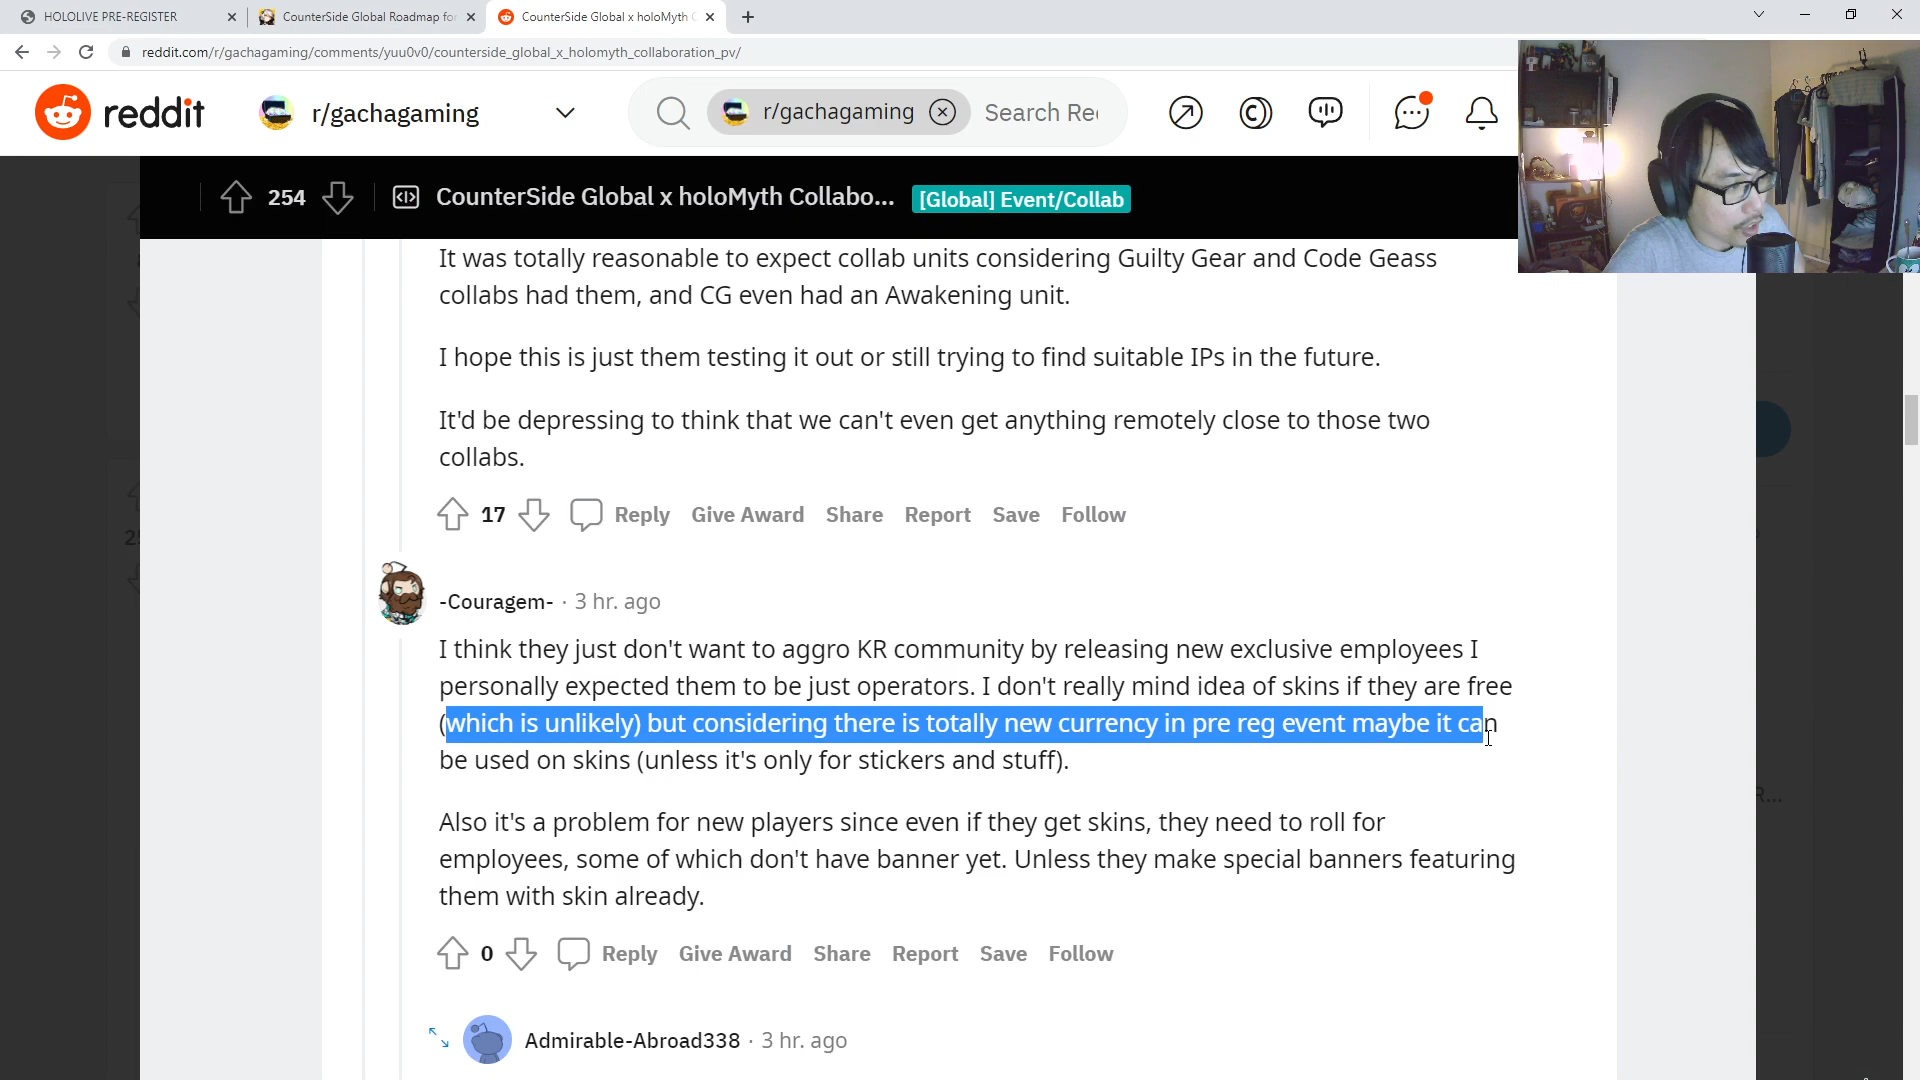 HOLOLIVE PRE-REGISTER
CounterSide Global Roadmap for
CounterSide Global x holoMyth C
reddit.com/r/gachagaming/comments/yuu0v0/counterside_global_x_holomyth_collaboration_pv/
reddit
r/gachagaming
r/gachagaming
Search Re
254
CounterSide Global x holoMyth Collabo...
[Global] Event/Collab
It was totally reasonable to expect collab units considering Guilty Gear and Code Geass
collabs had them, and CG even had an Awakening unit.
I hope this is just them testing it out or still trying to find suitable IPs in the future.
It'd be depressing to think that we can't even get anything remotely close to those two
collabs.
17 Reply Give Award Share Report Save Follow
-Couragem- · 3 hr. ago
I think they just don't want to aggro KR community by releasing new exclusive employees I
personally expected them to be just operators. I don't really mind idea of skins if they are free
(which is unlikely) but considering there is totally new currency in pre reg event maybe it can
be used on skins (unless it's only for stickers and stuff).
Also it's a problem for new players since even if they get skins, they need to roll for
employees, some of which don't have banner yet. Unless they make special banners featuring
them with skin already.
0 Reply Give Award Share Report Save Follow
Admirable-Abroad338 · 3 hr. ago